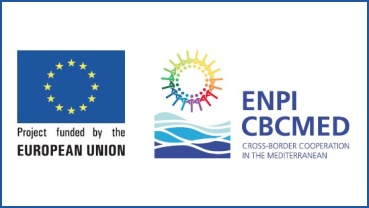 Project funded by the
EUROPEAN UNION
ENPI
CBCMED
CROSS-BORDER COOPERATION
IN THE MEDITERRANEAN